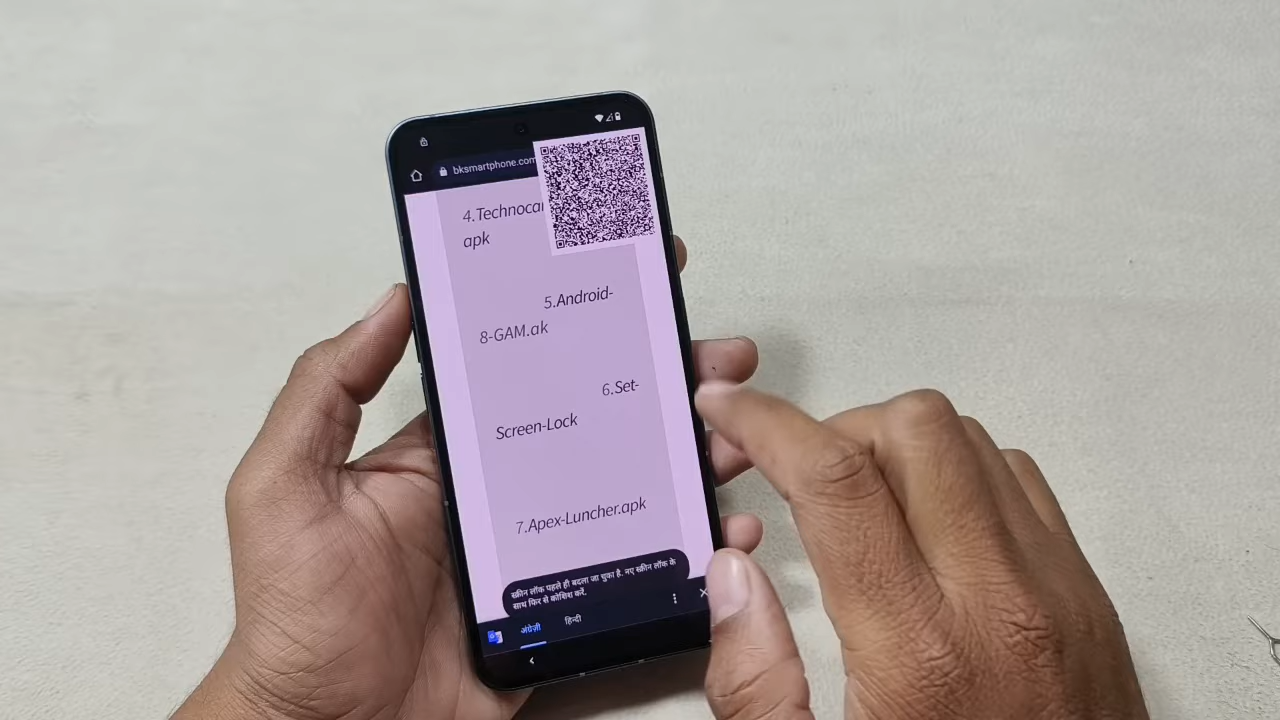 bksmartphone.com
4.Technocar
apk
5.Android-
8-GAM.ak
6.Set-
Screen-Lock
7.Apex-Luncher.apk
स्क्रीन लॉक पहले ही बदला जा चुका है. नए स्क्रीन लॉक के
साथ फिर से कोशिश करें.
अंग्रेज़ी
हिन्दी